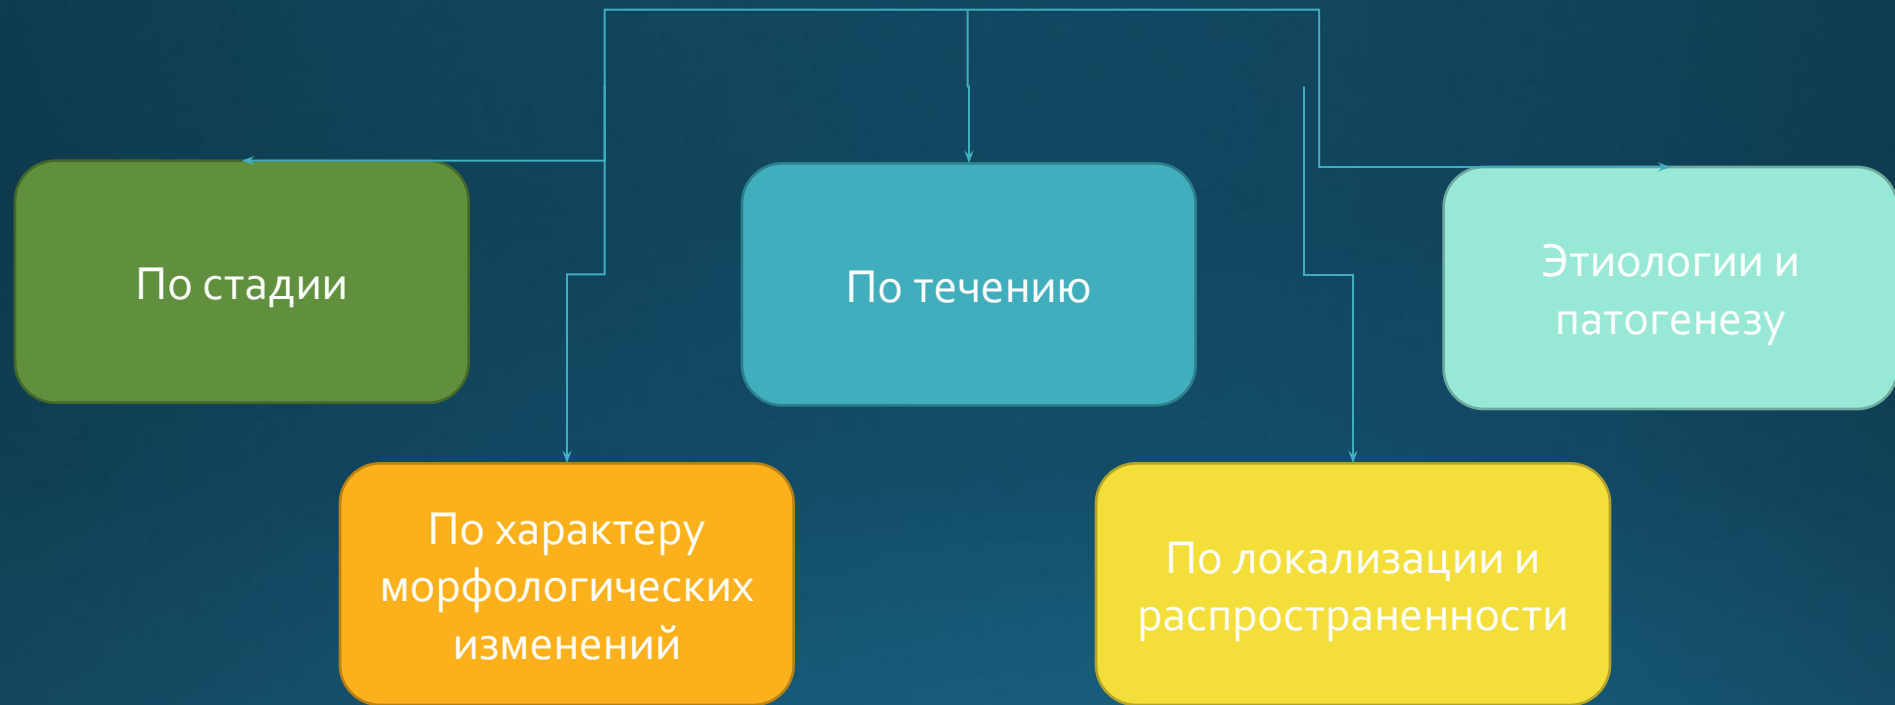 По стадии
По течению
Этиологии и
патогенезу
По характеру
морфологических
изменений
По локализации и
распространенности